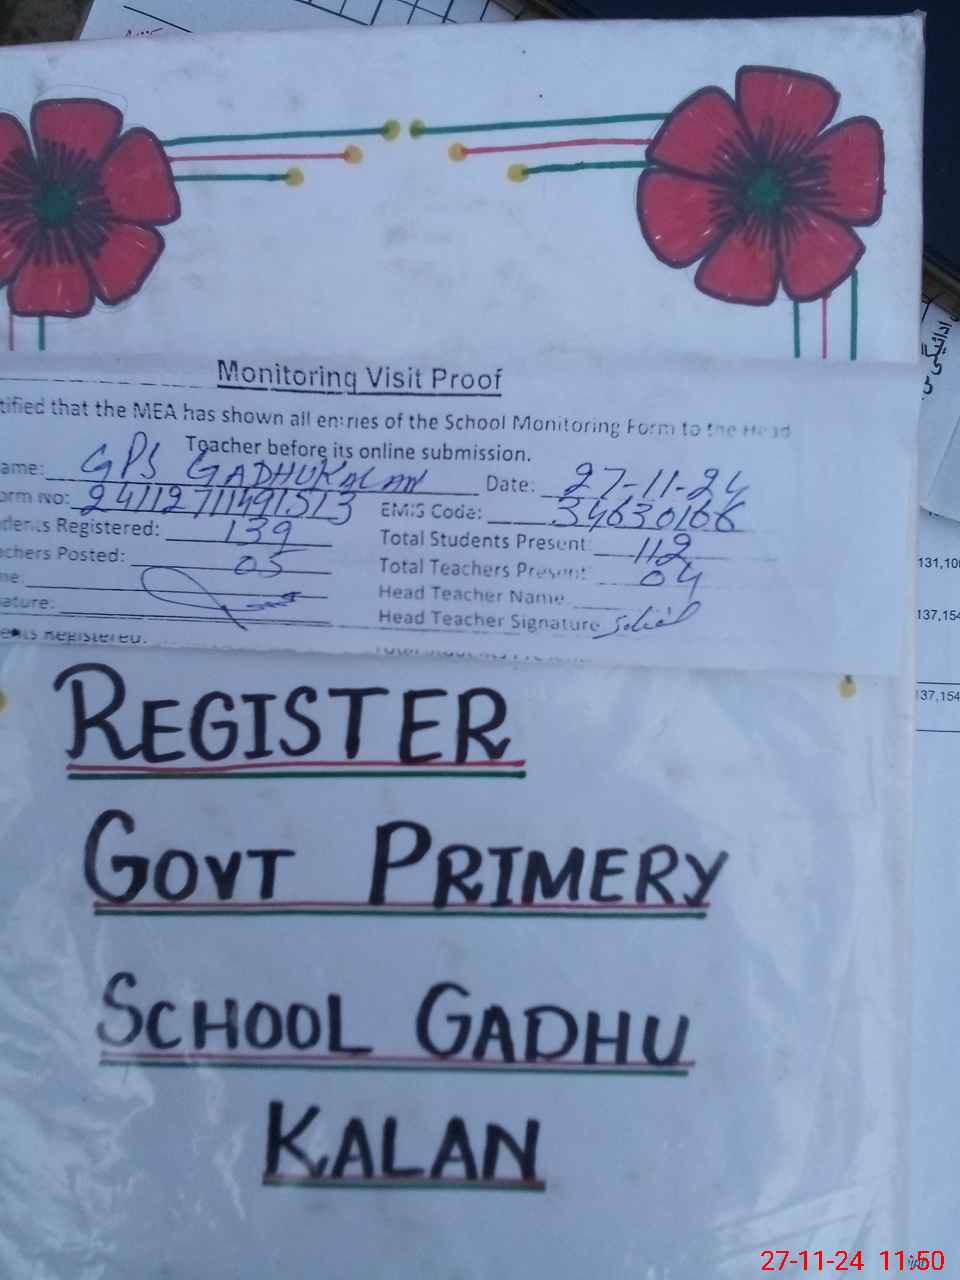 Monitoring Visit Proof
tified that the MEA has shown all entries of the School Monitoring Form to the Head
Teacher before its online submission.
ame: GPS GADHUKALAN Date: 27-11-24
orm No: EMIS Code:
dents Registered: 139 Total Students Present: 112
achers Posted: 05 Total Teachers Present: 04
me: Head Teacher Name
ature: Head Teacher Signature
ents Registered:
REGISTER
GOVT PRIMERY
SCHOOL GADHU
KALAN
131,10
137,154
137,154
27-11-24 11:50